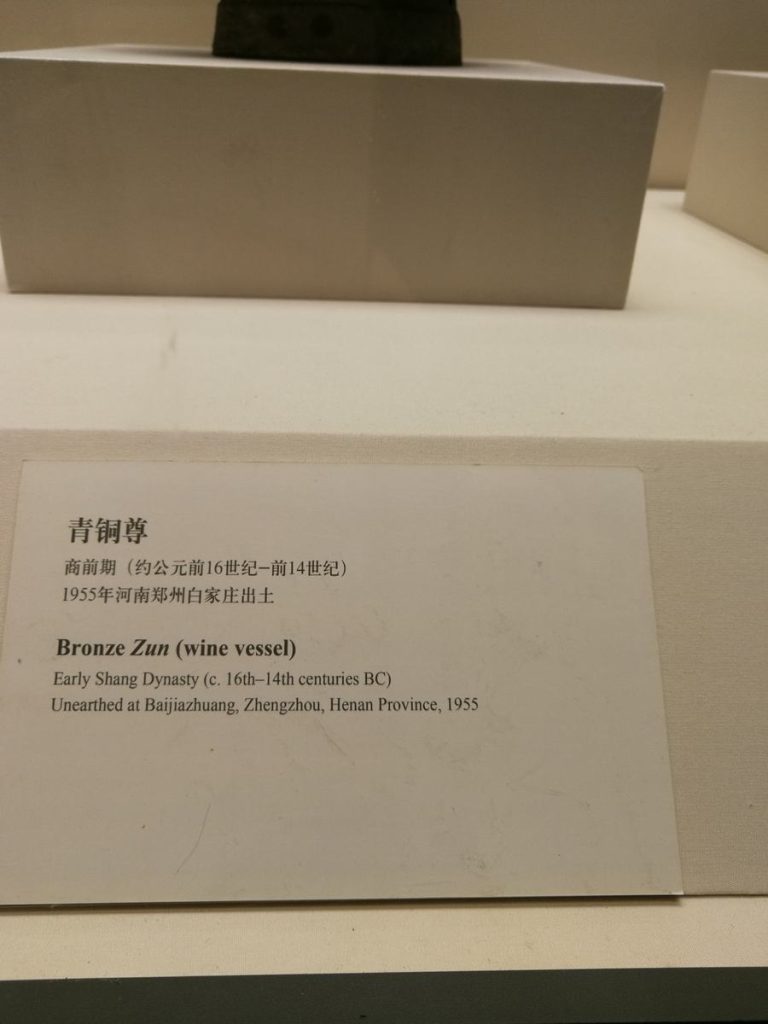 青铜尊
商前期（约公元前16世纪–前14世纪）
1955年河南郑州白家庄出土
Bronze Zun (wine vessel)
Early Shang Dynasty (c. 16th–14th centuries BC)
Unearthed at Baijiazhuang, Zhengzhou, Henan Province, 1955